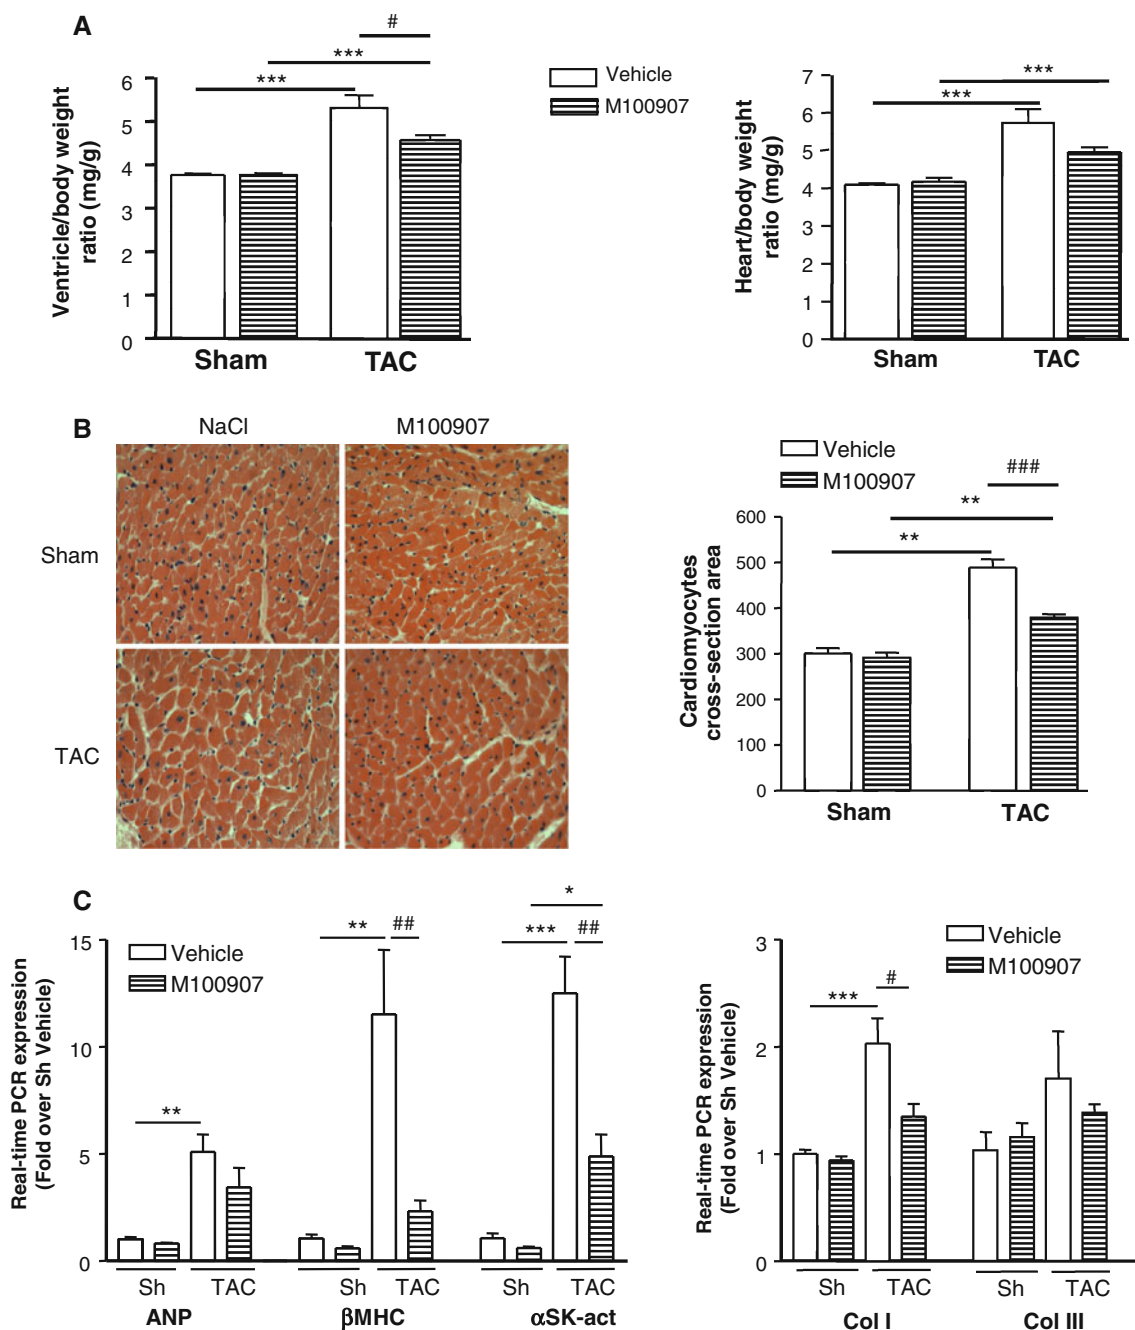 A
#
***
***
Vehicle
M100907
Ventricle/body weight
ratio (mg/g)
6
5
4
3
2
1
0
Sham
TAC
***
***
Heart/body weight
ratio (mg/g)
7
6
5
4
3
2
1
0
Sham
TAC
B
NaCl
M100907
Sham
TAC
Vehicle
M100907
###
**
**
Cardiomyocytes
cross-section area
600
500
400
300
200
100
0
Sham
TAC
C
*
**
##
***
##
**
Vehicle
M100907
Real-time PCR expression
(Fold over Sh Vehicle)
15
10
5
0
Sh
TAC
Sh
TAC
Sh
TAC
ANP
βMHC
αSK-act
Vehicle
M100907
#
***
Real-time PCR expression
(Fold over Sh Vehicle)
3
2
1
0
Sh
TAC
Sh
TAC
Col I
Col III